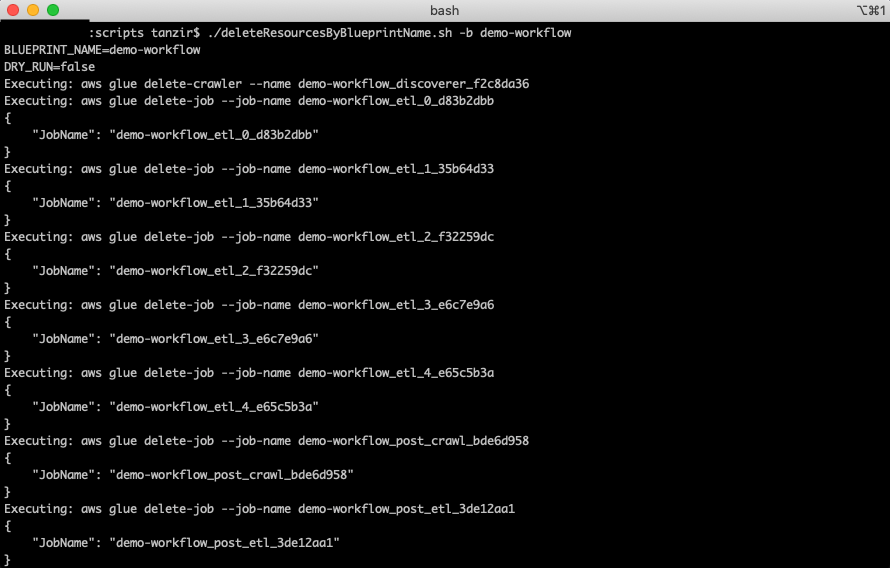 bash
⌥⌘1
:scripts tanzir$ ./deleteResourcesByBlueprintName.sh -b demo-workflow
BLUEPRINT_NAME=demo-workflow
DRY_RUN=false
Executing: aws glue delete-crawler --name demo-workflow_discoverer_f2c8da36
Executing: aws glue delete-job --job-name demo-workflow_etl_0_d83b2dbb
{
    "JobName": "demo-workflow_etl_0_d83b2dbb"
}
Executing: aws glue delete-job --job-name demo-workflow_etl_1_35b64d33
{
    "JobName": "demo-workflow_etl_1_35b64d33"
}
Executing: aws glue delete-job --job-name demo-workflow_etl_2_f32259dc
{
    "JobName": "demo-workflow_etl_2_f32259dc"
}
Executing: aws glue delete-job --job-name demo-workflow_etl_3_e6c7e9a6
{
    "JobName": "demo-workflow_etl_3_e6c7e9a6"
}
Executing: aws glue delete-job --job-name demo-workflow_etl_4_e65c5b3a
{
    "JobName": "demo-workflow_etl_4_e65c5b3a"
}
Executing: aws glue delete-job --job-name demo-workflow_post_crawl_bde6d958
{
    "JobName": "demo-workflow_post_crawl_bde6d958"
}
Executing: aws glue delete-job --job-name demo-workflow_post_etl_3de12aa1
{
    "JobName": "demo-workflow_post_etl_3de12aa1"
}